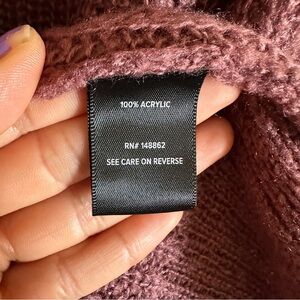 100% ACRYLIC
RN# 148862
SEE CARE ON REVERSE